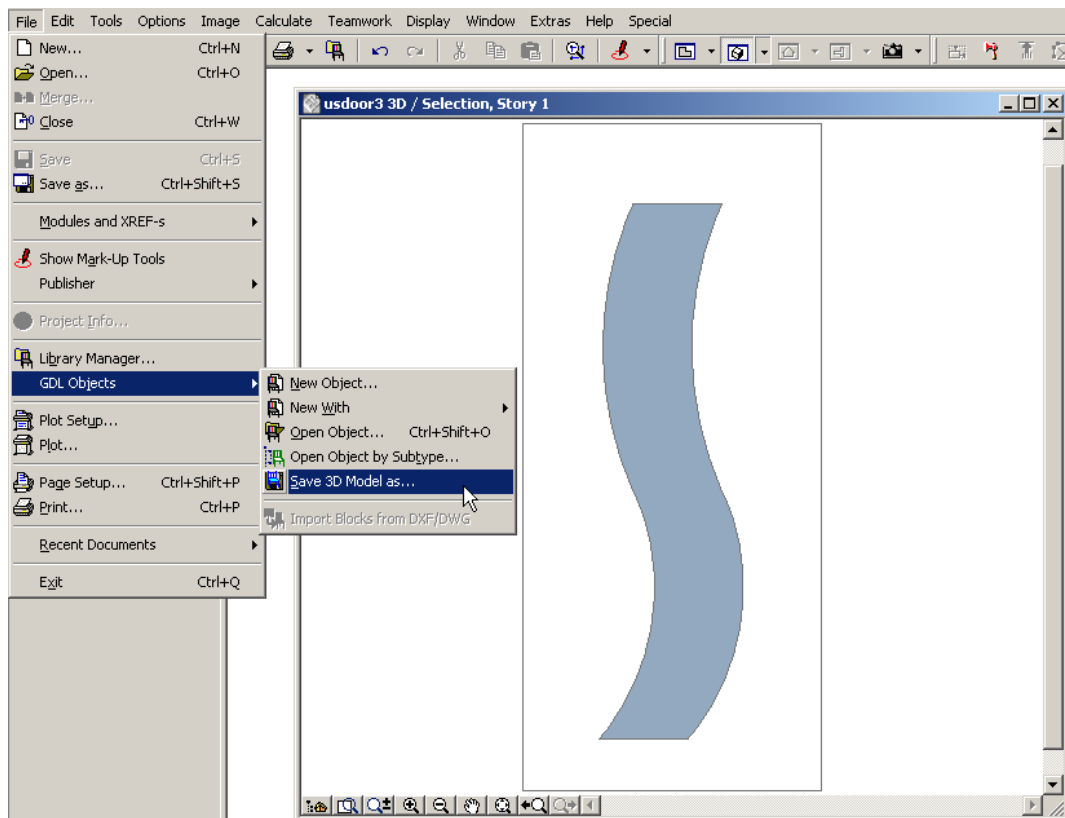 File Edit Tools Options Image Calculate Teamwork Display Window Extras Help Special
New... Ctrl+N
Open... Ctrl+O
Merge...
Close Ctrl+W
Save Ctrl+S
Save as... Ctrl+Shift+S
Modules and XREF-s
Show Mark-Up Tools
Publisher
Project Info...
Library Manager...
GDL Objects
Plot Setup...
Plot...
Page Setup... Ctrl+Shift+P
Print... Ctrl+P
Recent Documents
Exit Ctrl+Q
New Object...
New With
Open Object... Ctrl+Shift+O
Open Object by Subtype...
Save 3D Model as...
Import Blocks from DXF/DWG
usdoor3 3D / Selection, Story 1